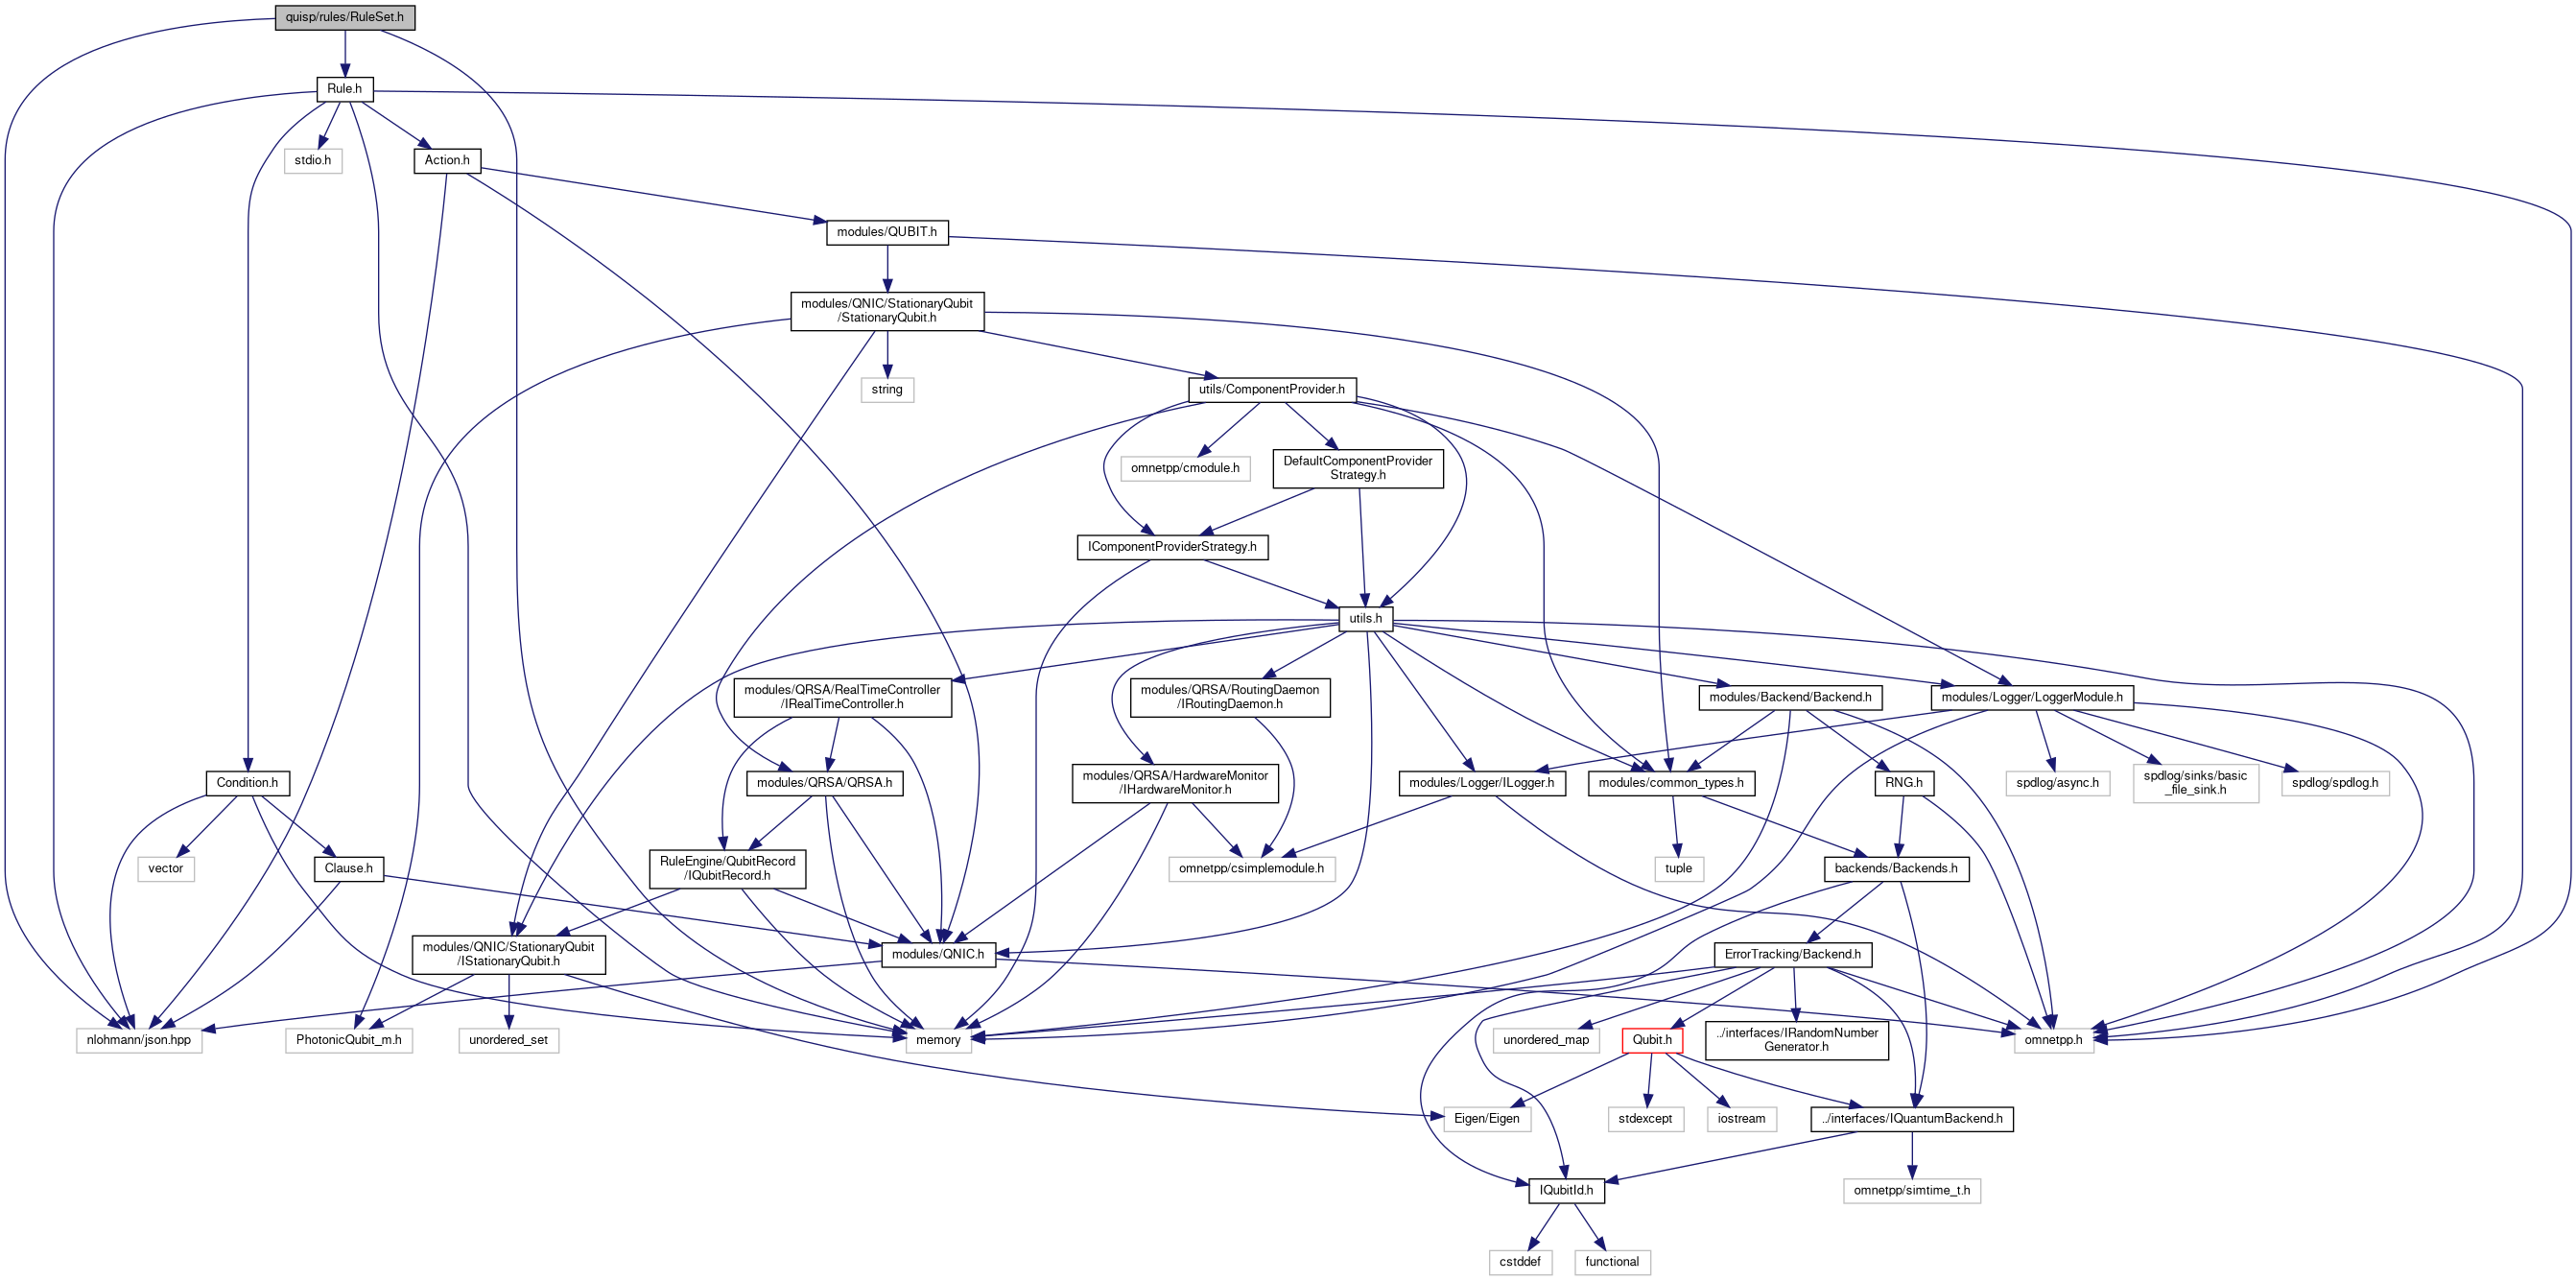 quisp/rules/RuleSet.h
Rule.h
stdio.h
Action.h
modules/QUBIT.h
modules/QNIC/StationaryQubit
/StationaryQubit.h
string
utils/ComponentProvider.h
omnetpp/cmodule.h
DefaultComponentProvider
Strategy.h
IComponentProviderStrategy.h
utils.h
modules/QRSA/RealTimeController
/IRealTimeController.h
modules/QRSA/RoutingDaemon
/IRoutingDaemon.h
modules/Backend/Backend.h
modules/Logger/LoggerModule.h
Condition.h
modules/QRSA/QRSA.h
modules/QRSA/HardwareMonitor
/IHardwareMonitor.h
modules/Logger/ILogger.h
modules/common_types.h
RNG.h
spdlog/async.h
spdlog/sinks/basic
_file_sink.h
spdlog/spdlog.h
vector
Clause.h
RuleEngine/QubitRecord
/IQubitRecord.h
omnetpp/csimplemodule.h
tuple
backends/Backends.h
modules/QNIC/StationaryQubit
/IStationaryQubit.h
modules/QNIC.h
ErrorTracking/Backend.h
nlohmann/json.hpp
PhotonicQubit_m.h
unordered_set
memory
unordered_map
Qubit.h
../interfaces/IRandomNumber
Generator.h
omnetpp.h
Eigen/Eigen
stdexcept
iostream
../interfaces/IQuantumBackend.h
IQubitId.h
omnetpp/simtime_t.h
cstddef
functional